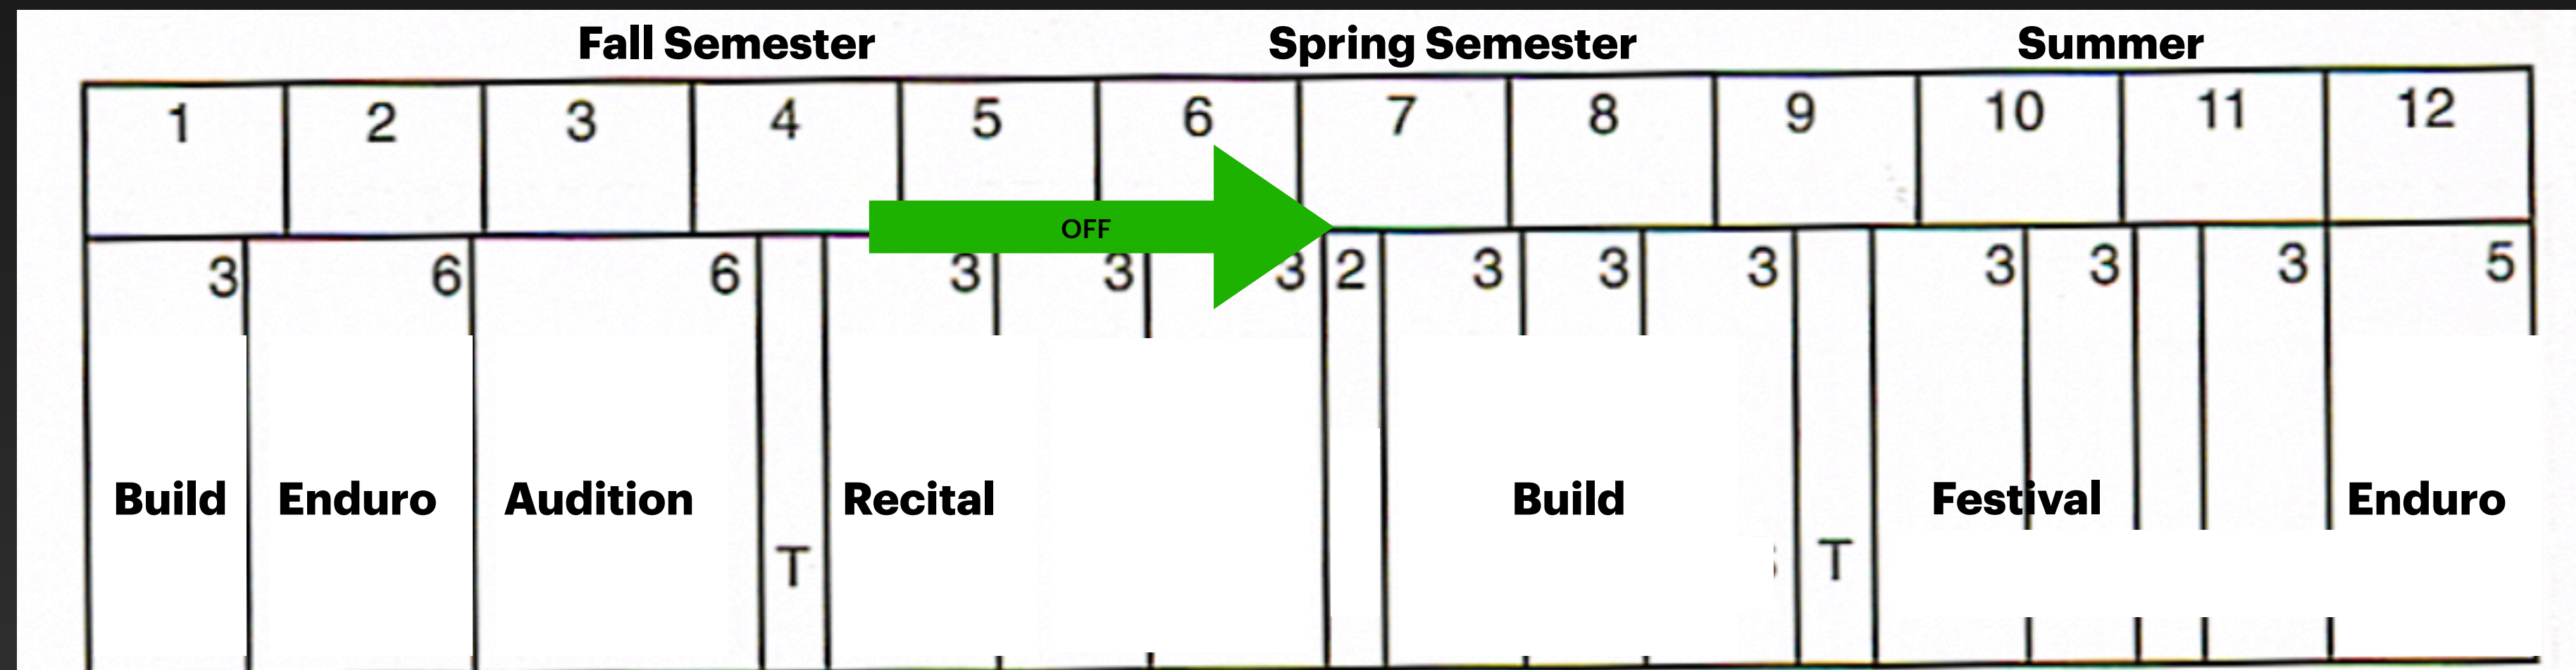 Fall Semester Spring Semester Summer
1 2 3 4 5 6 7 8 9 10 11 12
OFF
3 6 6 3 3 3 2 3 3 3 3 3 3 5
Build Enduro Audition Recital Build Festival Enduro
T T